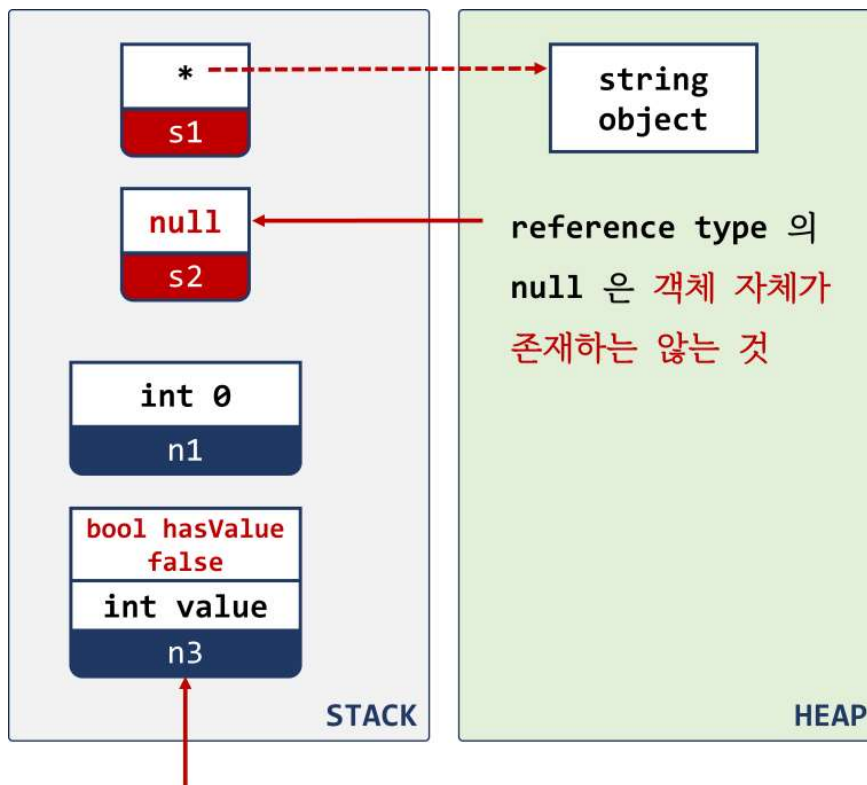 *
s1
string
object
null
s2
reference type 의
null 은 객체 자체가
존재하는 않는 것
int 0
n1
bool hasValue
false
int value
n3
STACK
HEAP